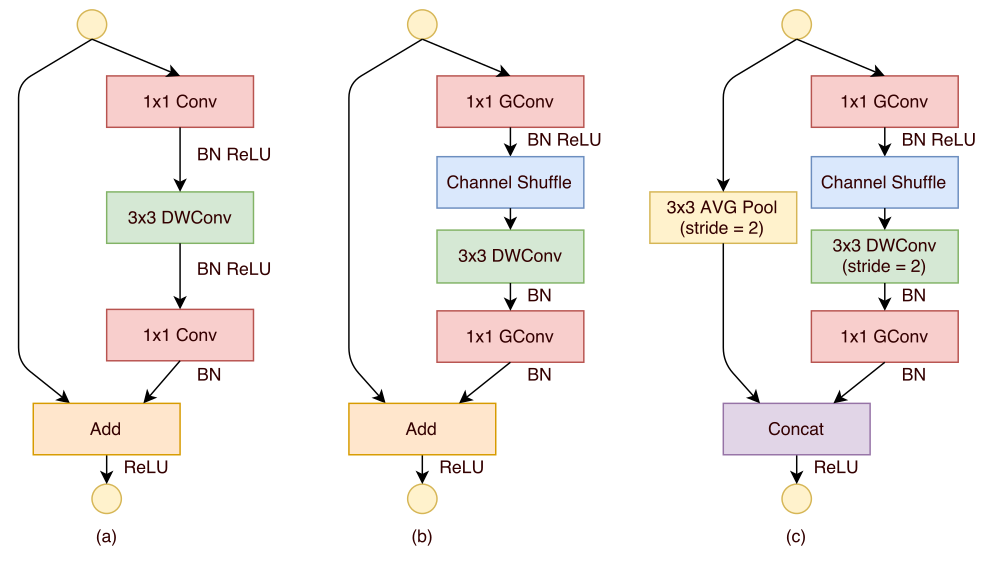 1x1 Conv
BN ReLU
3x3 DWConv
BN ReLU
1x1 Conv
BN
Add
ReLU
(a)
1x1 GConv
BN ReLU
Channel Shuffle
3x3 DWConv
BN
1x1 GConv
BN
Add
ReLU
(b)
3x3 AVG Pool
(stride = 2)
1x1 GConv
BN ReLU
Channel Shuffle
3x3 DWConv
(stride = 2)
BN
1x1 GConv
BN
Concat
ReLU
(c)